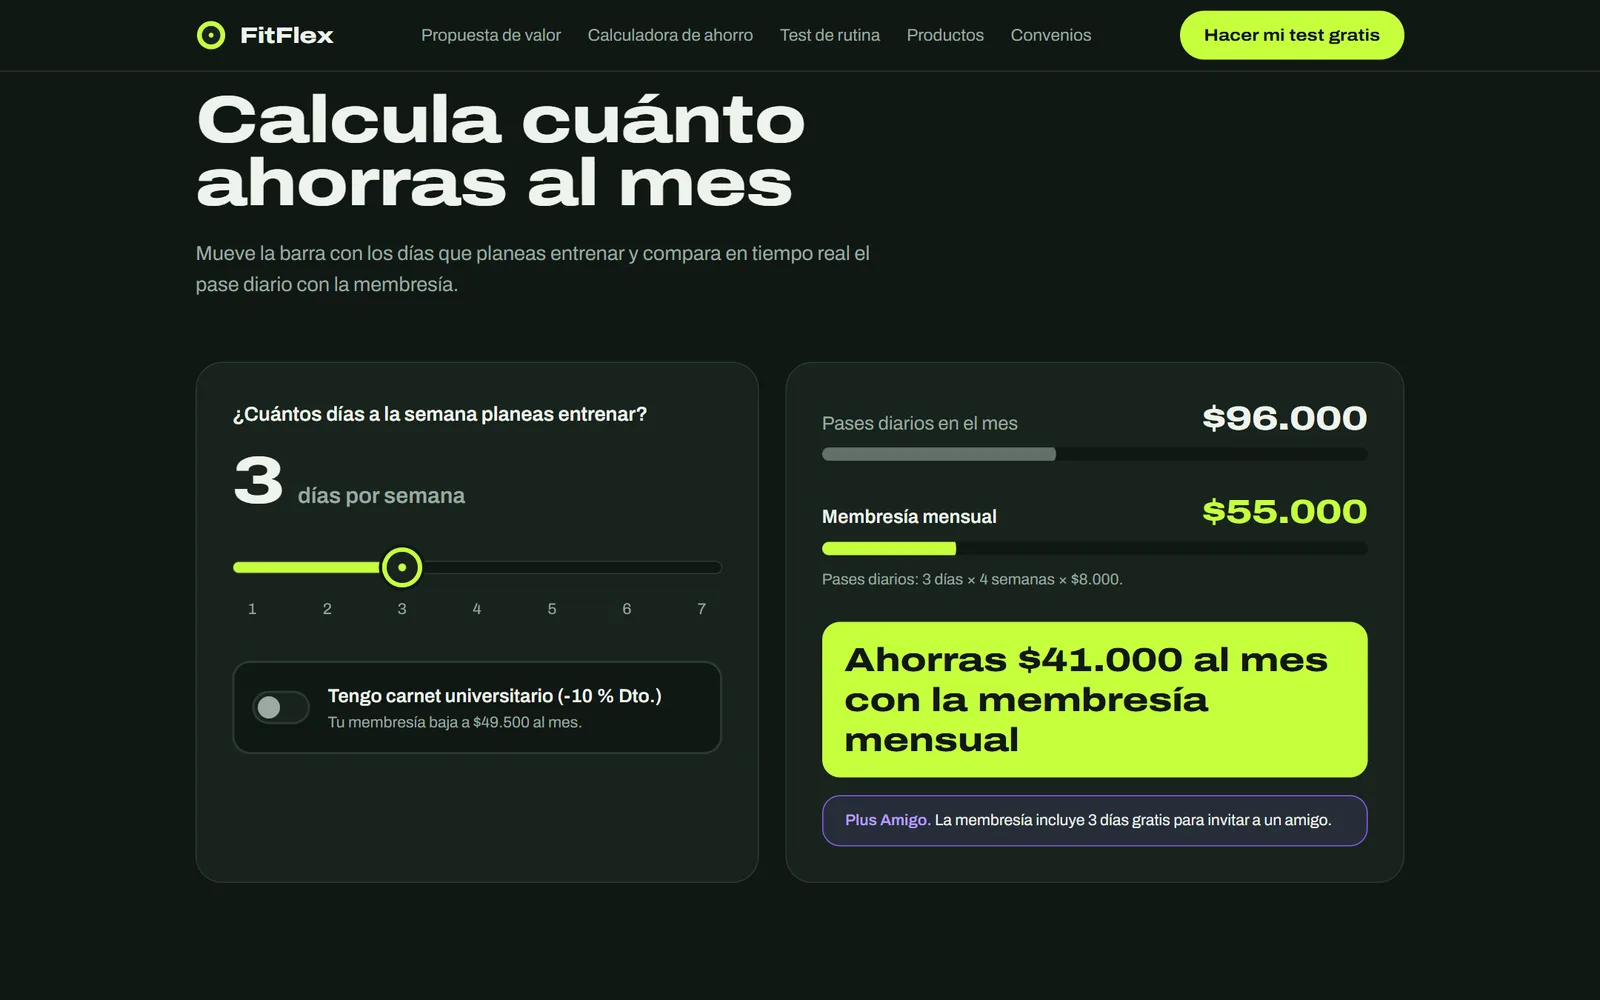 FitFlex
Propuesta de valor
Calculadora de ahorro
Test de rutina
Productos
Convenios
Hacer mi test gratis
Calcula cuánto
ahorras al mes
Mueve la barra con los días que planeas entrenar y compara en tiempo real el
pase diario con la membresía.
¿Cuántos días a la semana planeas entrenar?
3 días por semana
1 2 3 4 5 6 7
Tengo carnet universitario (-10 % Dto.)
Tu membresía baja a $49.500 al mes.
Pases diarios en el mes $96.000
Membresía mensual $55.000
Pases diarios: 3 días × 4 semanas × $8.000.
Ahorras $41.000 al mes
con la membresía
mensual
Plus Amigo. La membresía incluye 3 días gratis para invitar a un amigo.